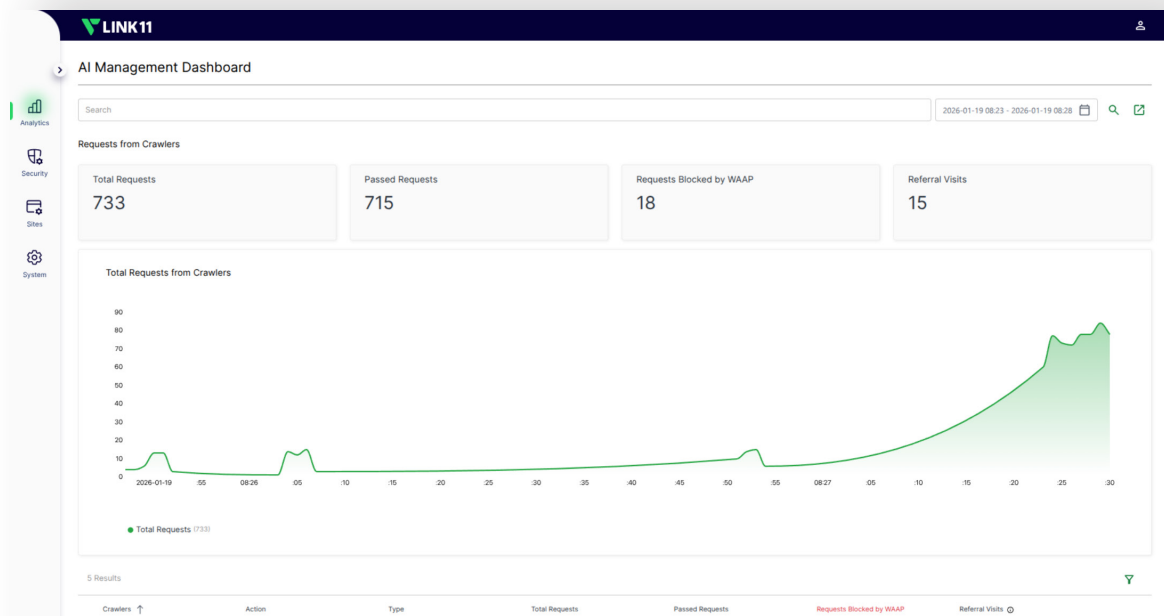 LINK11
AI Management Dashboard
Analytics
Security
Sites
System
Search
2026-01-19 08:23 - 2026-01-19 08:28
Requests from Crawlers
Total Requests
733
Passed Requests
715
Requests Blocked by WAAP
18
Referral Visits
15
Total Requests from Crawlers
90
80
70
60
50
40
30
20
10
0
2026-01-19 :55 08:26 :05 :10 :15 :20 :25 :30 :35 :40 :45 :50 :55 08:27 :05 :10 :15 :20 :25 :30
Total Requests (733)
5 Results
Crawlers Action Type Total Requests Passed Requests Requests Blocked by WAAP Referral Visits